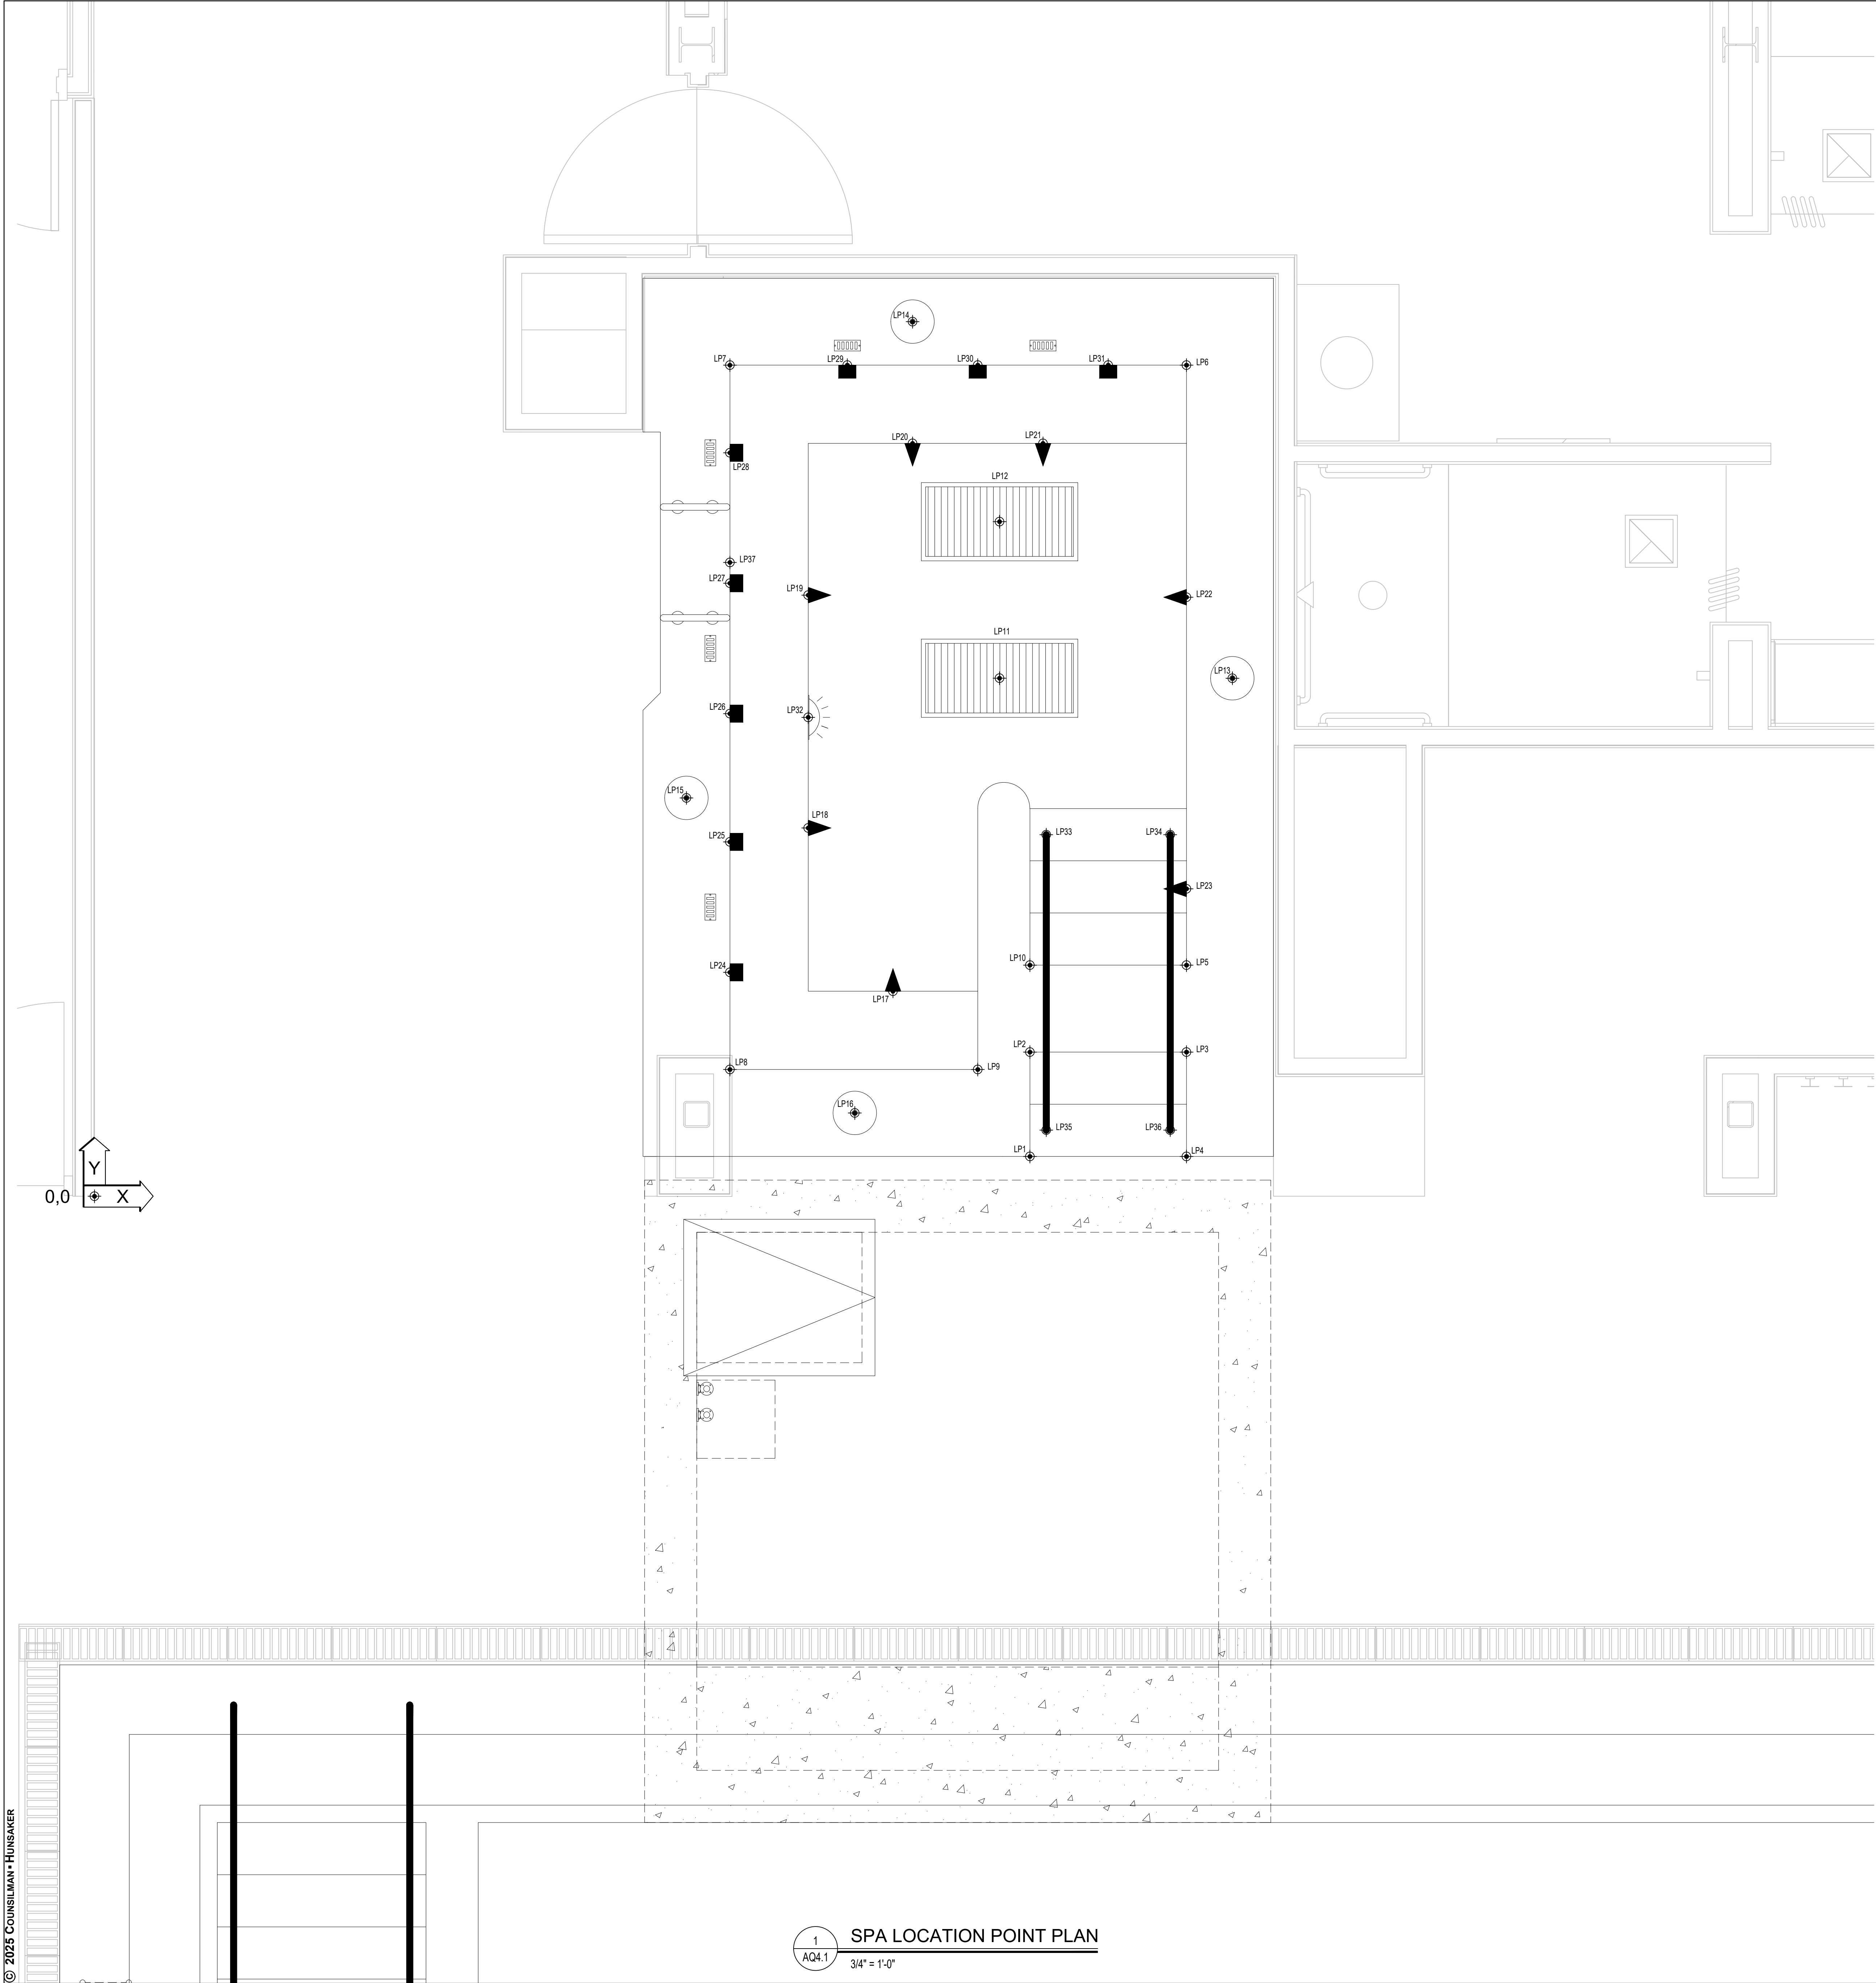 LP14
LP7
LP29
LP30
LP31
LP6
LP20
LP21
LP28
LP12
LP37
LP27
LP19
LP22
LP11
LP13
LP26
LP32
LP15
LP18
LP25
LP33
LP34
LP23
LP24
LP10
LP5
LP17
LP2
LP3
LP8
LP9
LP16
LP35
LP36
LP1
LP4
Y
0,0
X
1
AQ4.1
SPA LOCATION POINT PLAN
3/4" = 1'-0"
© 2025 COUNSILMAN▪HUNSAKER